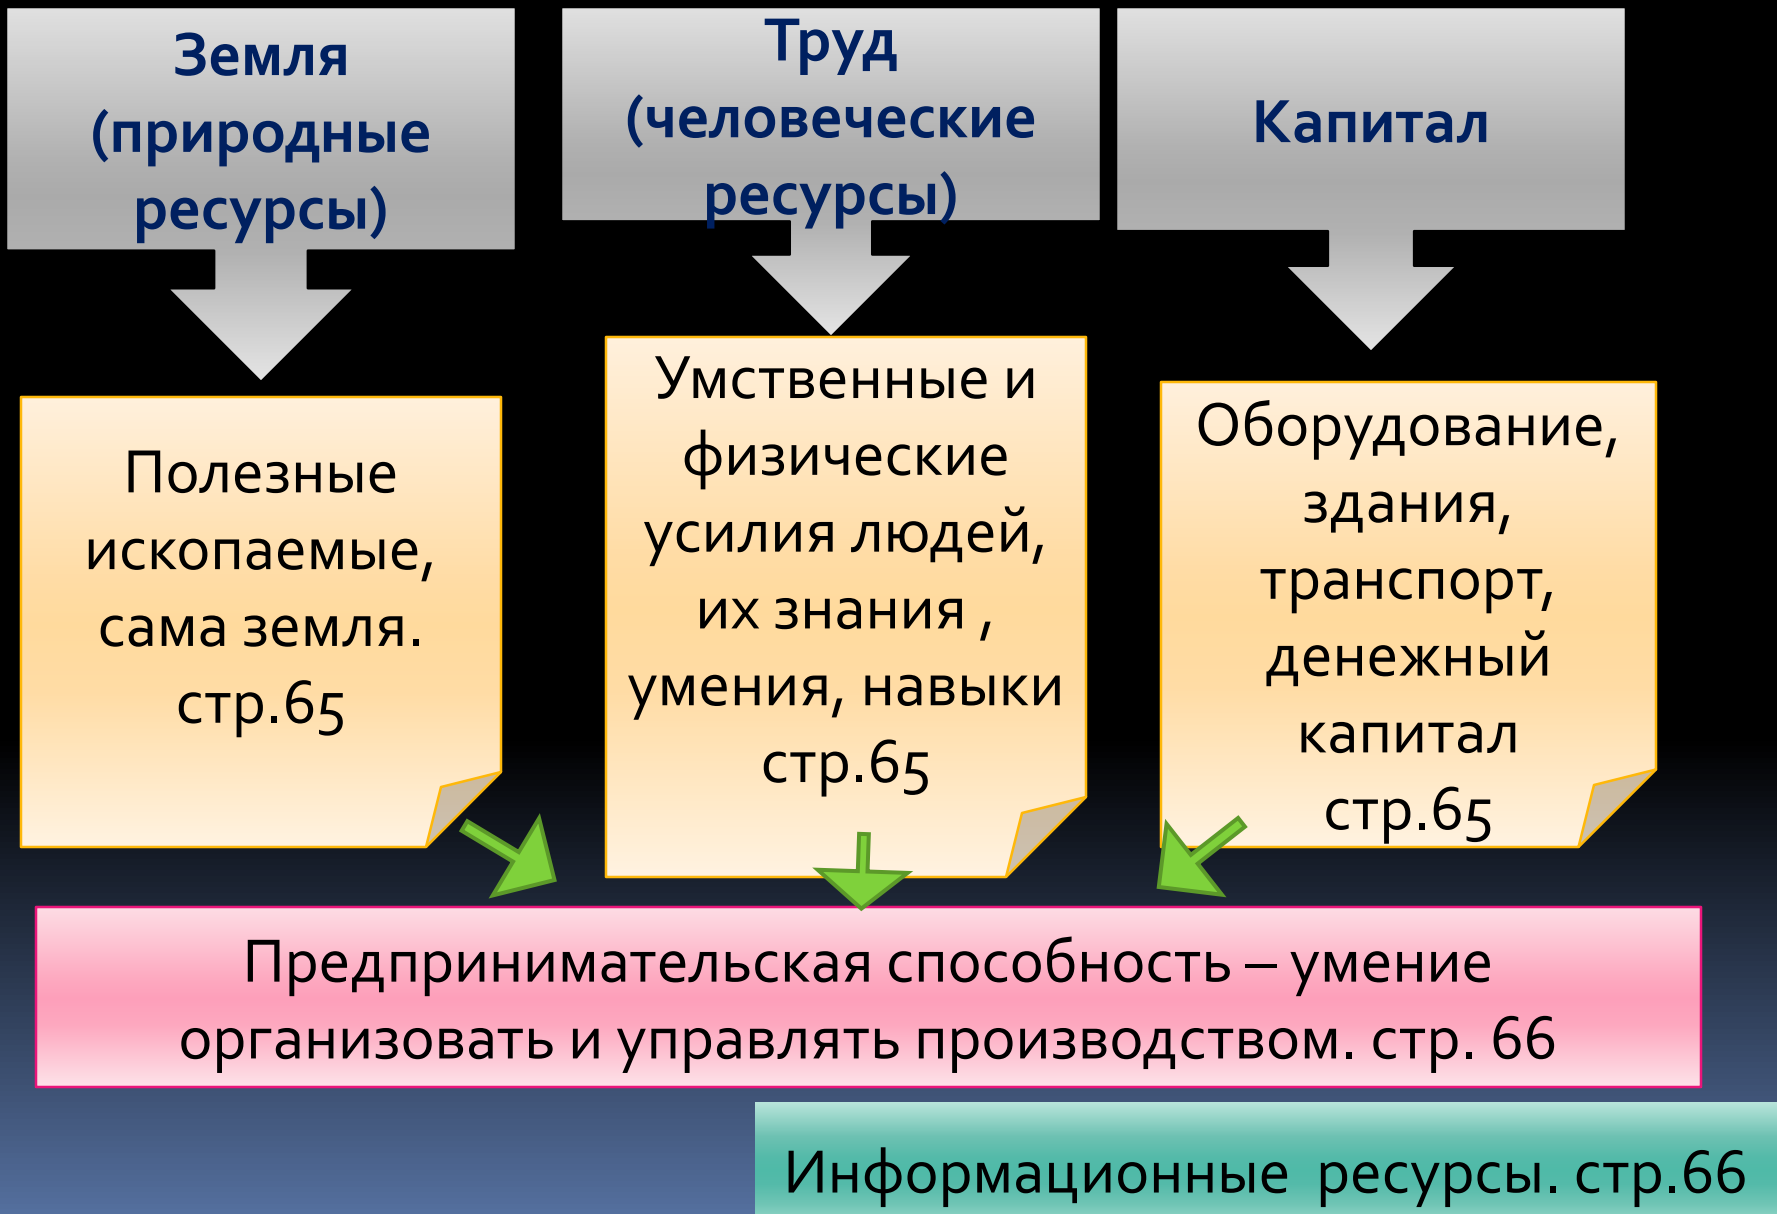 Земля
(природные
ресурсы)
Труд
(человеческие
ресурсы)
Капитал
Полезные
ископаемые,
сама земля.
стр.65
Умственные и
физические
усилия людей,
их знания ,
умения, навыки
стр.65
Оборудование,
здания,
транспорт,
денежный
капитал
стр.65
Предпринимательская способность – умение
организовать и управлять производством. стр. 66
Информационные ресурсы. стр.66